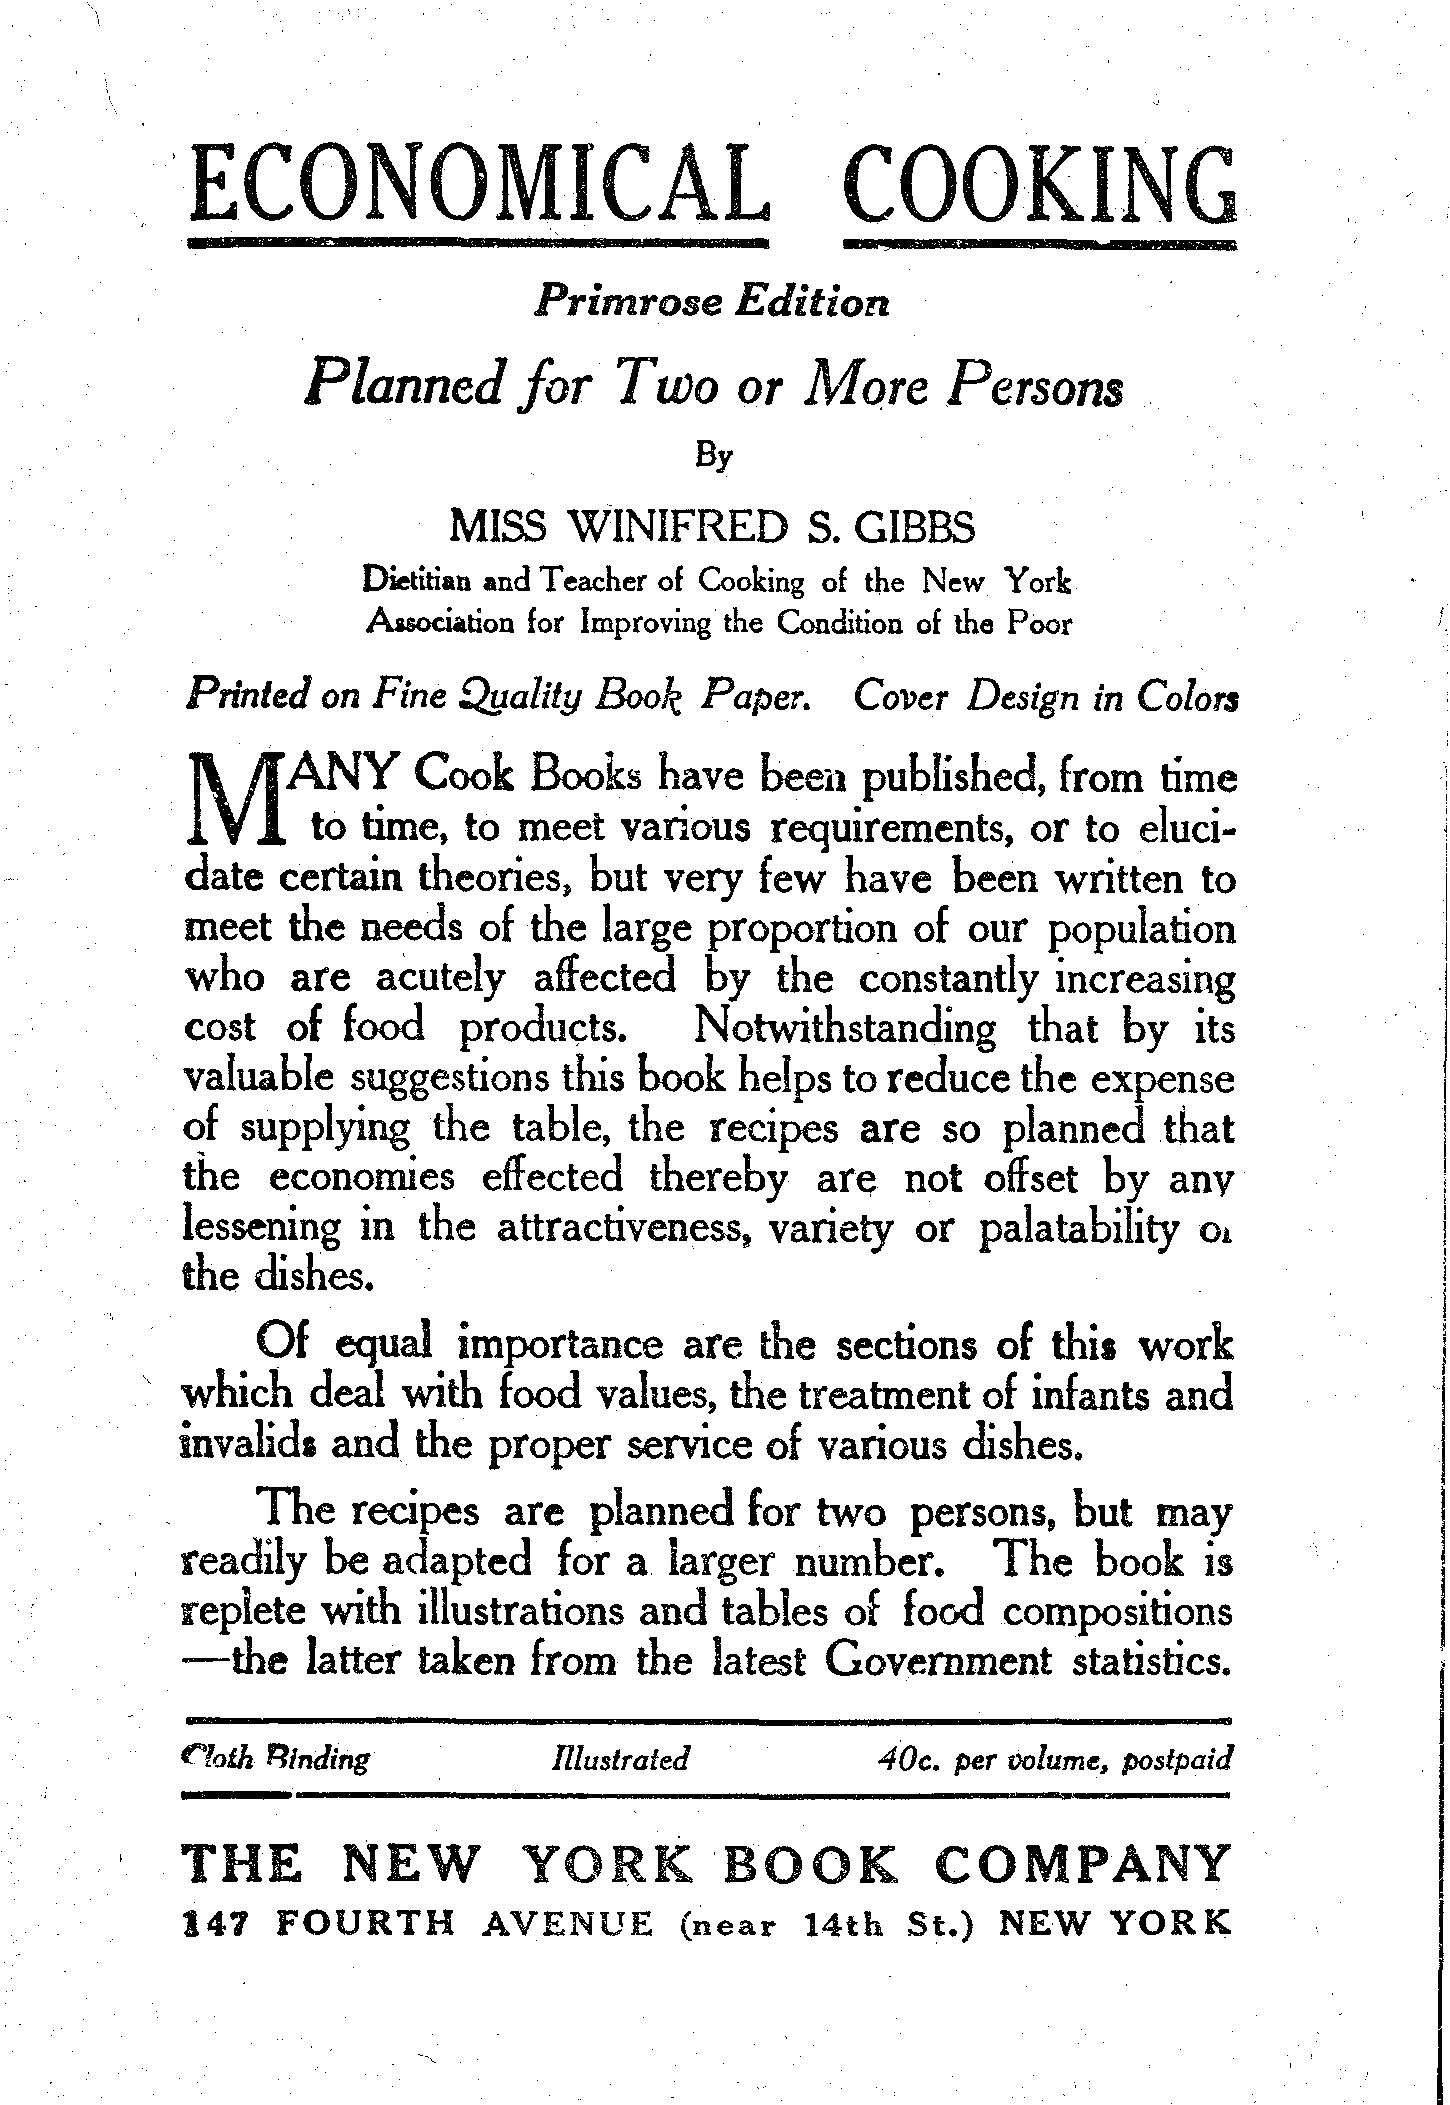 ECONOMICAL COOKING
Primrose Edition
Planned for Two or More Persons
By
MISS WINIFRED S. GIBBS
Dietitian and Teacher of Cooking of the New York
Association for Improving the Condition of the Poor
Printed on Fine Quality Book Paper. Cover Design in Colors
MANY Cook Books have been published, from time
to time, to meet various requirements, or to eluci-
date certain theories, but very few have been written to
meet the needs of the large proportion of our population
who are acutely affected by the constantly increasing
cost of food products. Notwithstanding that by its
valuable suggestions this book helps to reduce the expense
of supplying the table, the recipes are so planned that
the economies effected thereby are not offset by any
lessening in the attractiveness, variety or palatability of
the dishes.
Of equal importance are the sections of this work
which deal with food values, the treatment of infants and
invalids and the proper service of various dishes.
The recipes are planned for two persons, but may
readily be adapted for a larger number. The book is
replete with illustrations and tables of food compositions
—the latter taken from the latest Government statistics.
Cloth Binding Illustrated 40c. per volume, postpaid
THE NEW YORK BOOK COMPANY
147 FOURTH AVENUE (near 14th St.) NEW YORK